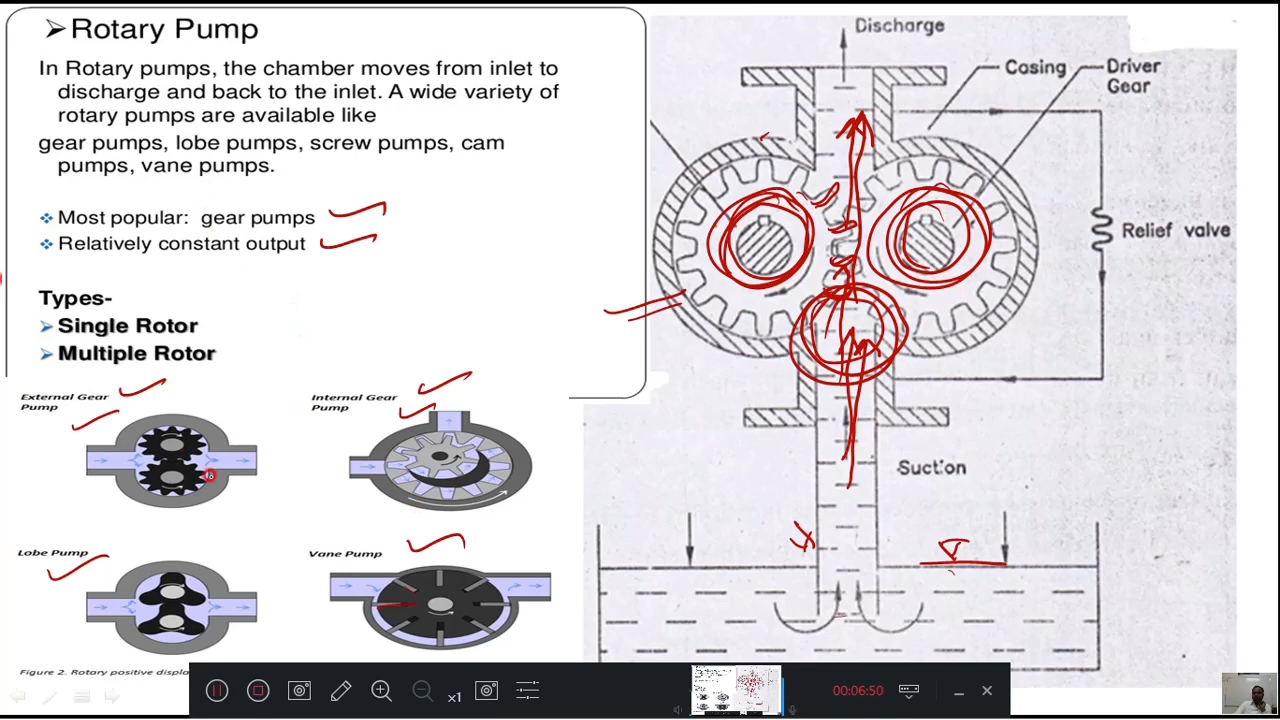 ➢Rotary Pump
In Rotary pumps, the chamber moves from inlet to
discharge and back to the inlet. A wide variety of
rotary pumps are available like
gear pumps, lobe pumps, screw pumps, cam
pumps, vane pumps.
❖ Most popular: gear pumps
❖ Relatively constant output
Types-
➢ Single Rotor
➢ Multiple Rotor
External Gear
Pump
Internal Gear
Pump
Lobe Pump
Vane Pump
Figure 2. Rotary positive displa
Discharge
Casing
Driver
Gear
Relief valve
Suction
x1
00:06:50